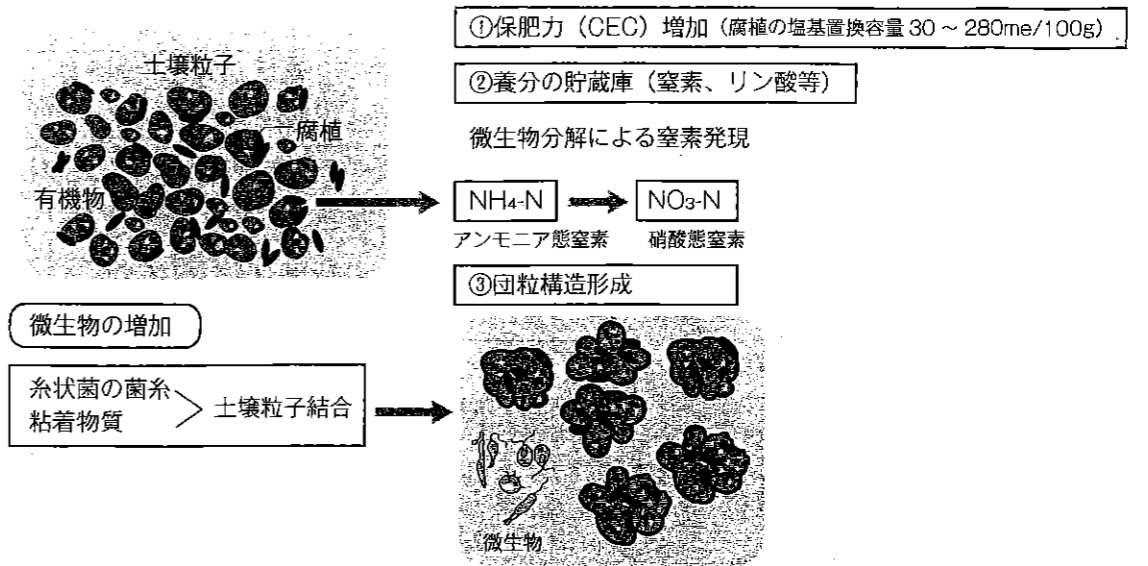 土壌粒子
腐植
有機物
①保肥力（CEC）増加（腐植の塩基置換容量 30 ～ 280me/100g）
②養分の貯蔵庫（窒素、リン酸等）
微生物分解による窒素発現
NH₄-N
NO₃-N
アンモニア態窒素
硝酸態窒素
③団粒構造形成
微生物の増加
糸状菌の菌糸
粘着物質
土壌粒子結合
微生物